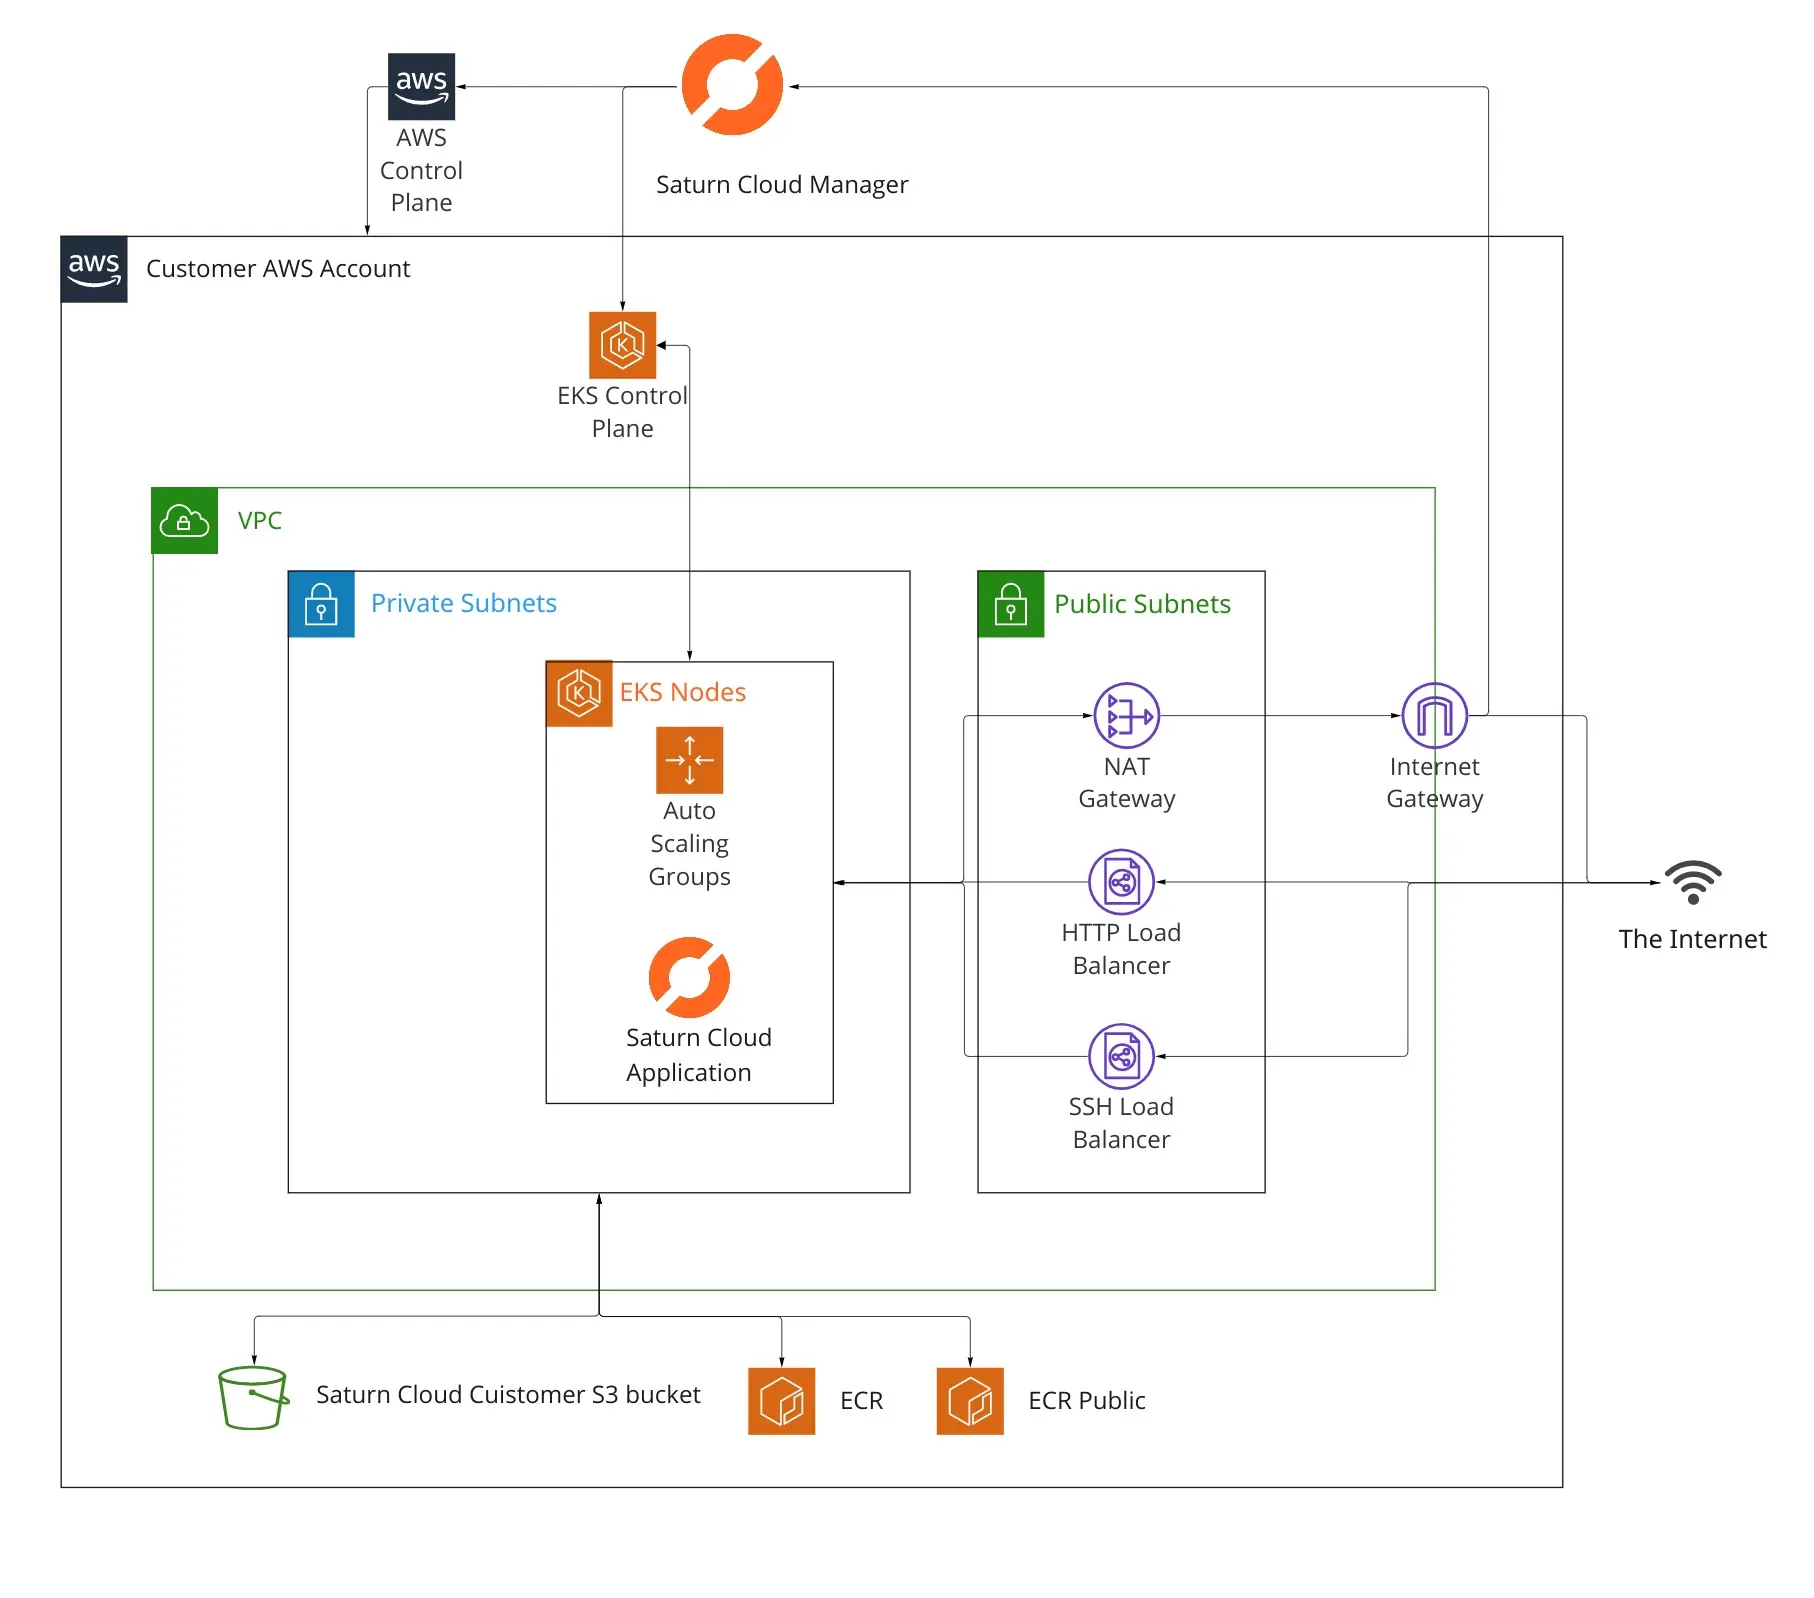 aws
AWS
Control
Plane
Saturn Cloud Manager
aws
Customer AWS Account
K
EKS Control
Plane
VPC
Private Subnets
Public Subnets
K
EKS Nodes
Auto
Scaling
Groups
Saturn Cloud
Application
NAT
Gateway
Internet
Gateway
HTTP Load
Balancer
The Internet
SSH Load
Balancer
Saturn Cloud Cuistomer S3 bucket
ECR
ECR Public